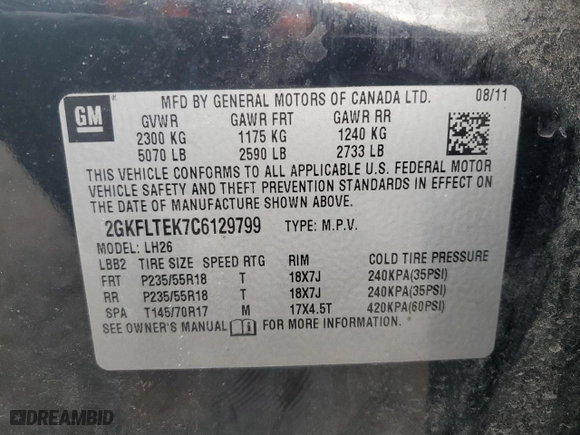 GM
MFD BY GENERAL MOTORS OF CANADA LTD. 08/11
GVWR GAWR FRT GAWR RR
2300 KG 1175 KG 1240 KG
5070 LB 2590 LB 2733 LB
THIS VEHICLE CONFORMS TO ALL APPLICABLE U.S. FEDERAL MOTOR
VEHICLE SAFETY AND THEFT PREVENTION STANDARDS IN EFFECT ON
THE DATE OF MANUFACTURE SHOWN ABOVE.
2GKFLTEK7C6129799 TYPE: M.P.V.
MODEL: LH26
LBB2 TIRE SIZE SPEED RTG RIM COLD TIRE PRESSURE
FRT P235/55R18 T 18X7J 240KPA(35PSI)
RR P235/55R18 T 18X7J 240KPA(35PSI)
SPA T145/70R17 M 17X4.5T 420KPA(60PSI)
SEE OWNER'S MANUAL FOR MORE INFORMATION
DREAMBID